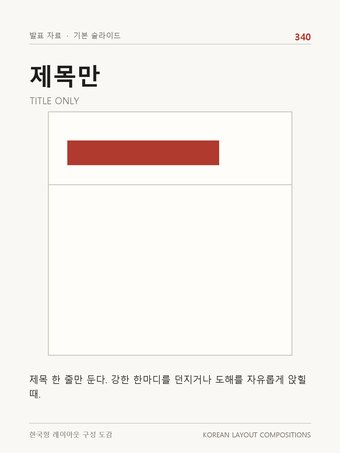 발표 자료 · 기본 슬라이드
340
제목만
TITLE ONLY
제목 한 줄만 둔다. 강한 한마디를 던지거나 도해를 자유롭게 앉힐
때.
한국형 레이아웃 구성 도감
KOREAN LAYOUT COMPOSITIONS